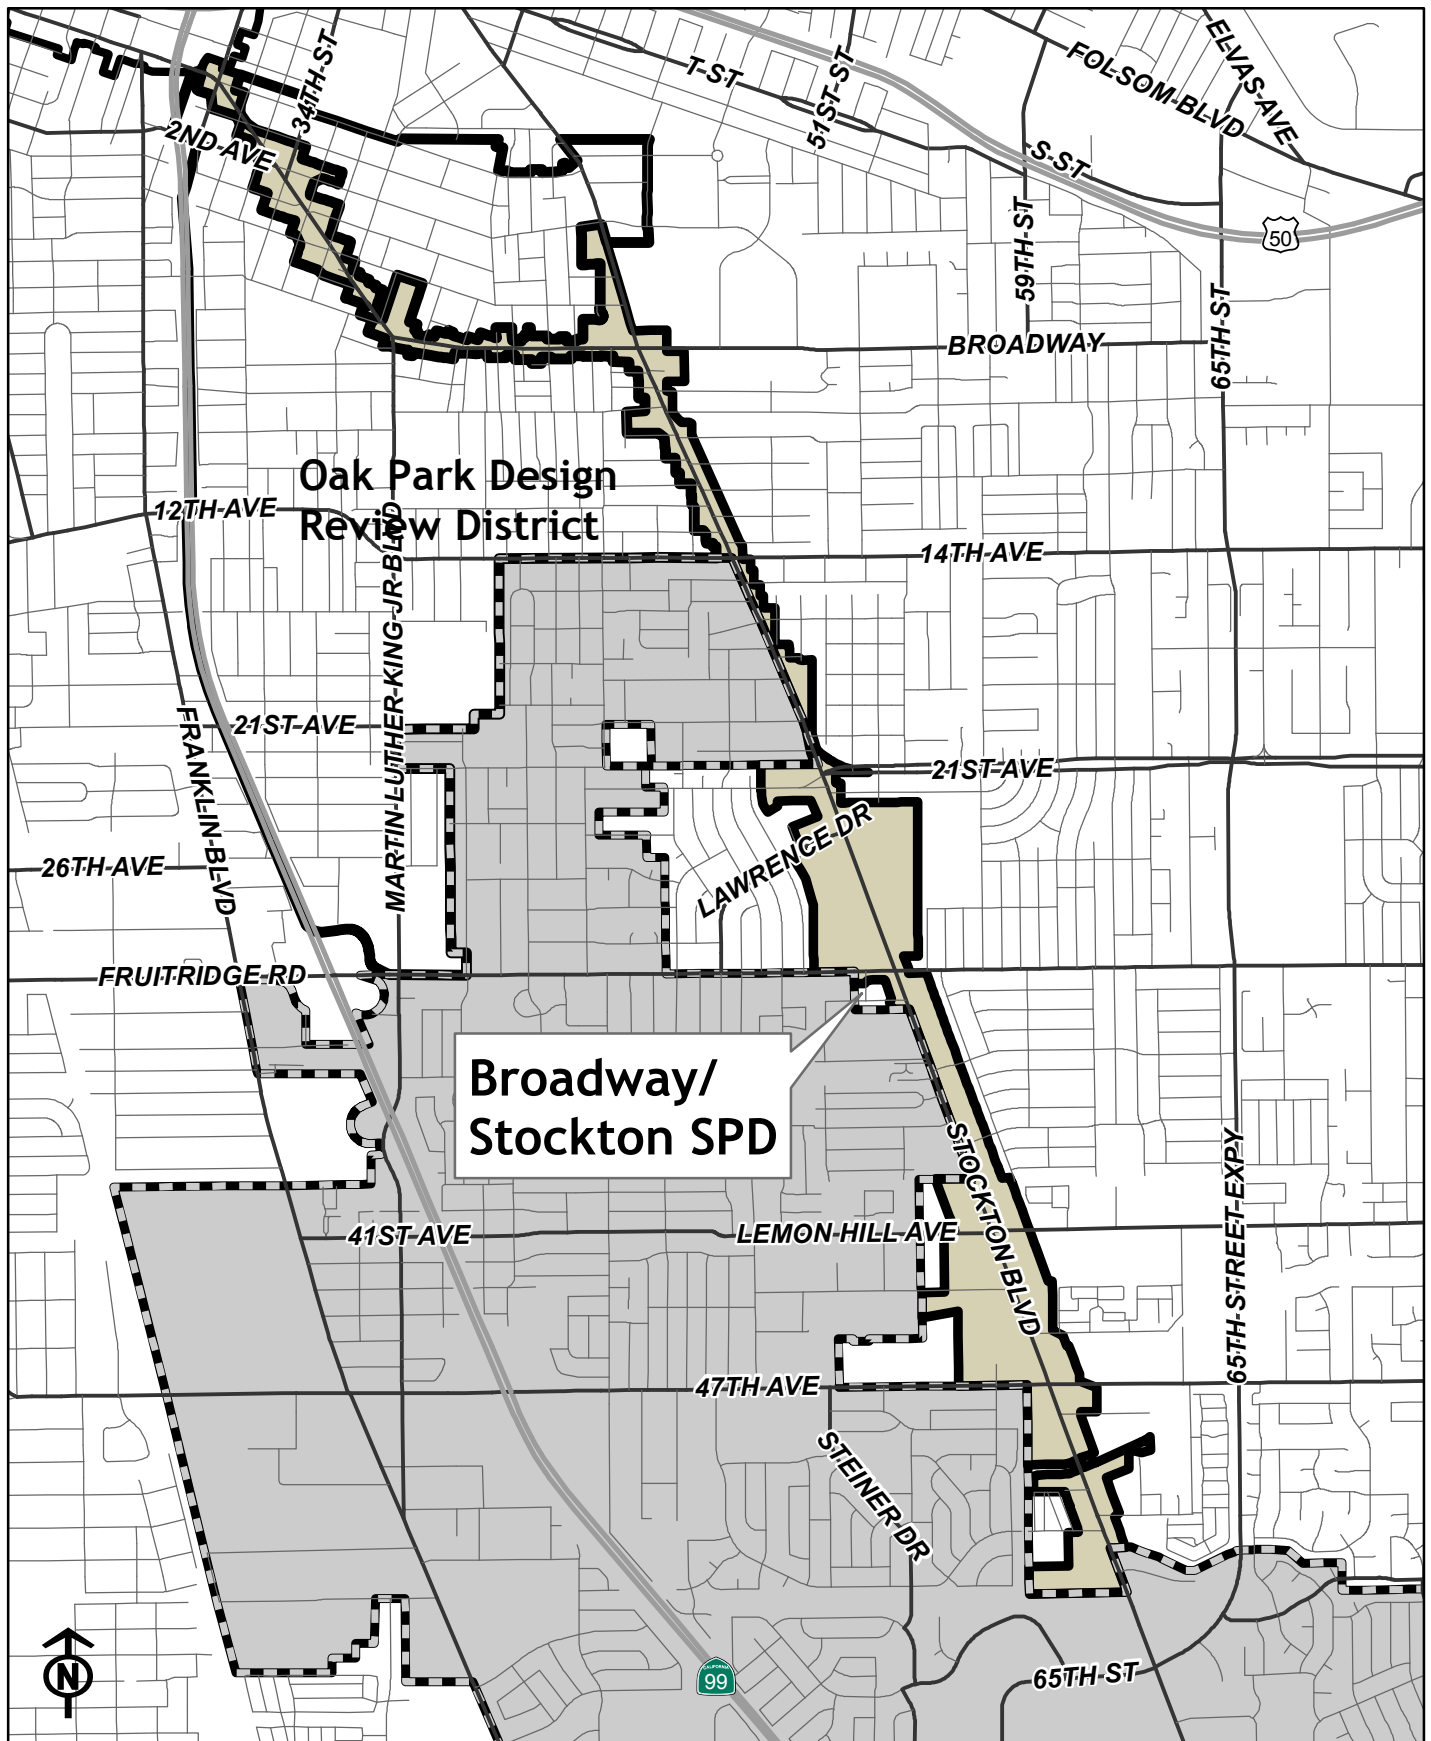 34TH ST
T ST
51ST ST
FOLSOM BLVD
ELVAS AVE
2ND AVE
S ST
59TH ST
50
65TH ST
BROADWAY
Oak Park Design
Review District
12TH AVE
14TH AVE
MARTIN LUTHER KING JR BLVD
FRANKLIN BLVD
21ST AVE
21ST AVE
LAWRENCE DR
26TH AVE
FRUITRIDGE RD
Broadway/
Stockton SPD
STOCKTON BLVD
65TH STREET EXPY
41ST AVE
LEMON HILL AVE
47TH AVE
STEINER DR
N
CALIFORNIA
99
65TH ST